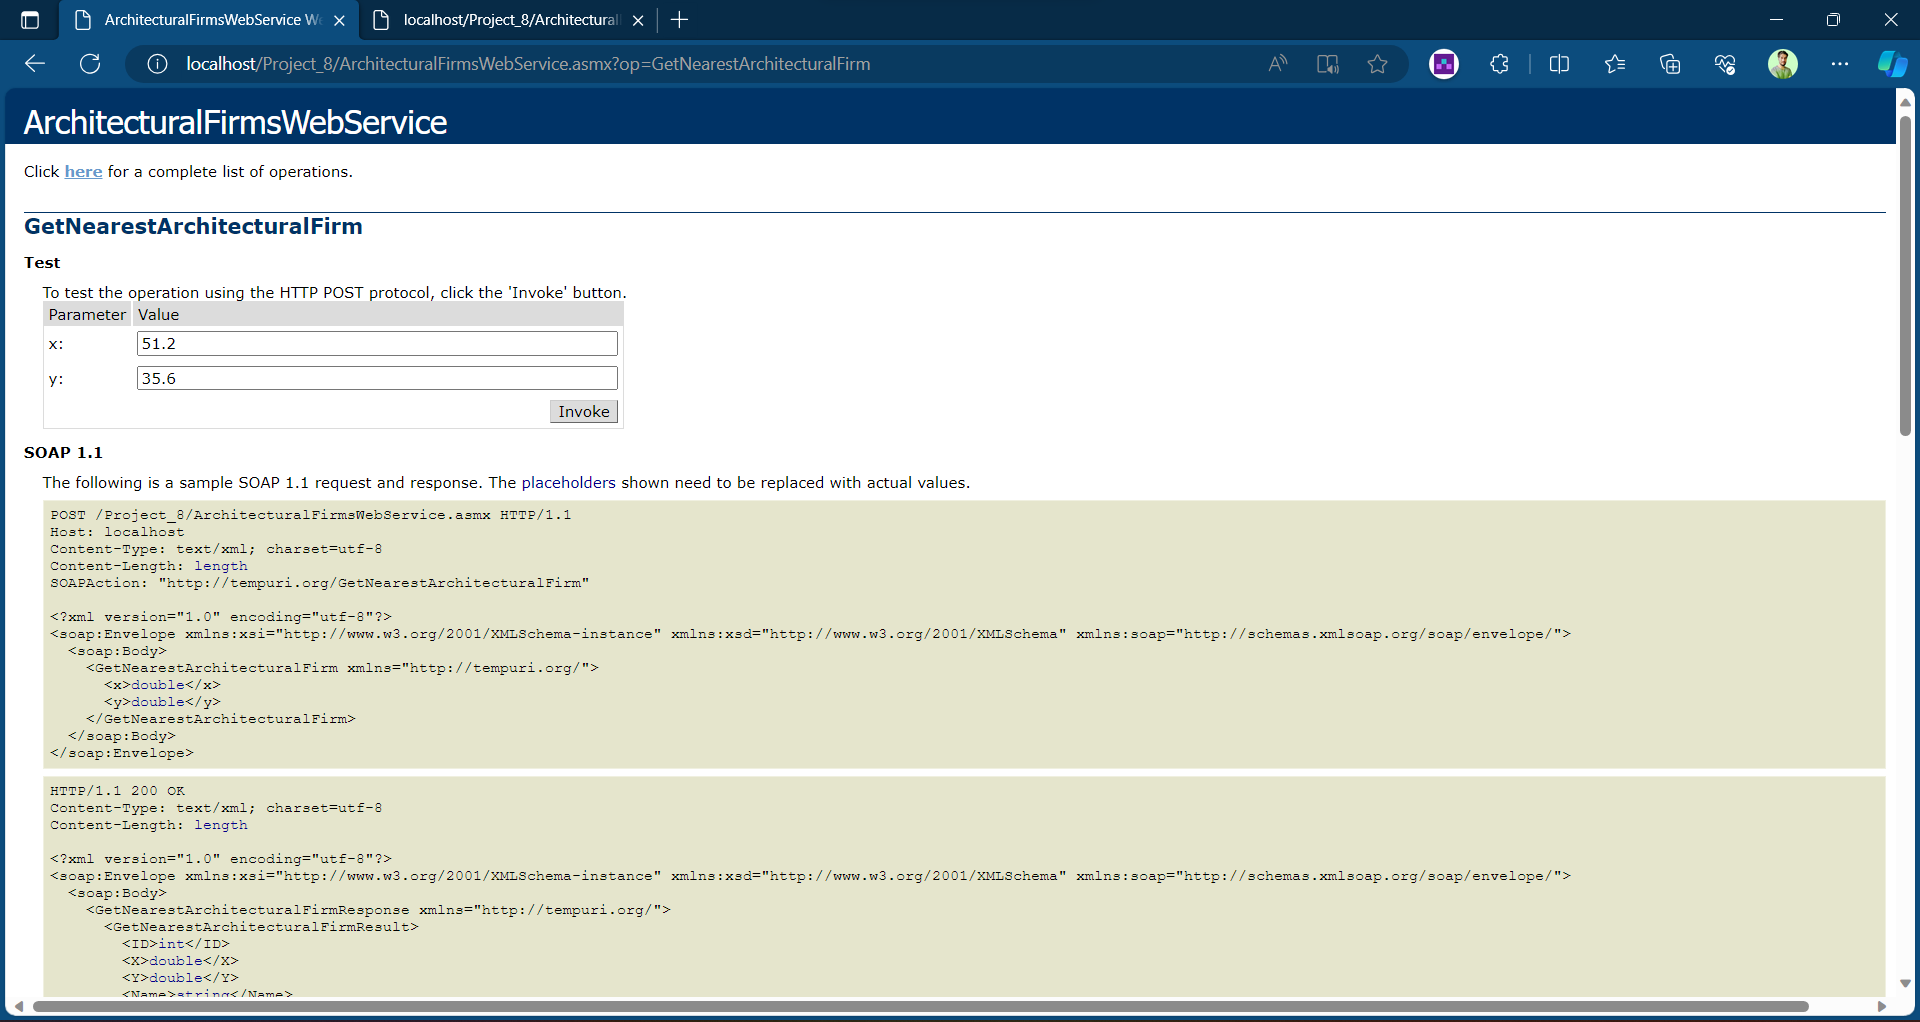 ArchitecturalFirmsWebService W
localhost/Project_8/Architectural
localhost/Project_8/ArchitecturalFirmsWebService.asmx?op=GetNearestArchitecturalFirm
ArchitecturalFirmsWebService
Click here for a complete list of operations.
GetNearestArchitecturalFirm
Test
To test the operation using the HTTP POST protocol, click the 'Invoke' button.
Parameter Value
x: 51.2
y: 35.6
Invoke
SOAP 1.1
The following is a sample SOAP 1.1 request and response. The placeholders shown need to be replaced with actual values.
POST /Project_8/ArchitecturalFirmsWebService.asmx HTTP/1.1
Host: localhost
Content-Type: text/xml; charset=utf-8
Content-Length: length
SOAPAction: "http://tempuri.org/GetNearestArchitecturalFirm"
<?xml version="1.0" encoding="utf-8"?>
<soap:Envelope xmlns:xsi="http://www.w3.org/2001/XMLSchema-instance" xmlns:xsd="http://www.w3.org/2001/XMLSchema" xmlns:soap="http://schemas.xmlsoap.org/soap/envelope/">
<soap:Body>
<GetNearestArchitecturalFirm xmlns="http://tempuri.org/">
<x>double</x>
<y>double</y>
</GetNearestArchitecturalFirm>
</soap:Body>
</soap:Envelope>
HTTP/1.1 200 OK
Content-Type: text/xml; charset=utf-8
Content-Length: length
<?xml version="1.0" encoding="utf-8"?>
<soap:Envelope xmlns:xsi="http://www.w3.org/2001/XMLSchema-instance" xmlns:xsd="http://www.w3.org/2001/XMLSchema" xmlns:soap="http://schemas.xmlsoap.org/soap/envelope/">
<soap:Body>
<GetNearestArchitecturalFirmResponse xmlns="http://tempuri.org/">
<GetNearestArchitecturalFirmResult>
<ID>int</ID>
<X>double</X>
<Y>double</Y>
<Name>string</Name>